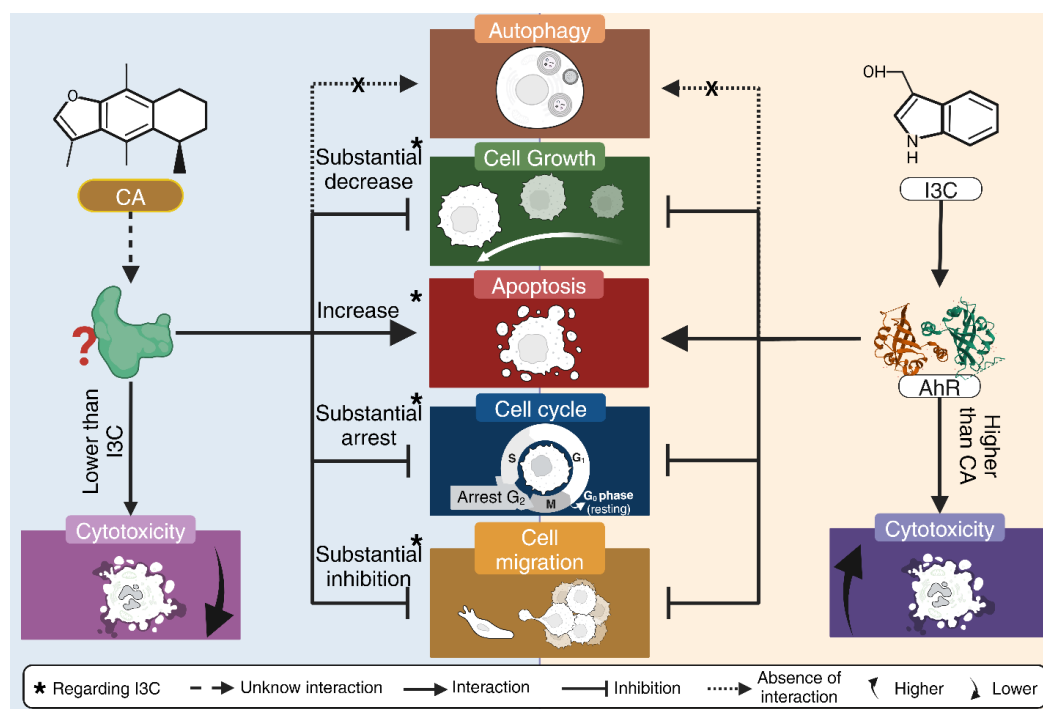 Autophagy
x
x
O
OH
N
H
CA
I3C
Substantial
decrease
*
Cell Growth
?
Increase
*
Apoptosis
AhR
Lower than
I3C
Higher
than CA
Substantial
arrest
*
Cell cycle
S
G1
Arrest G2
M
G0 phase
(resting)
Cytotoxicity
Substantial
inhibition
*
Cell
migration
Cytotoxicity
* Regarding I3C
Unknow interaction
Interaction
Inhibition
Absence of
interaction
Higher
Lower